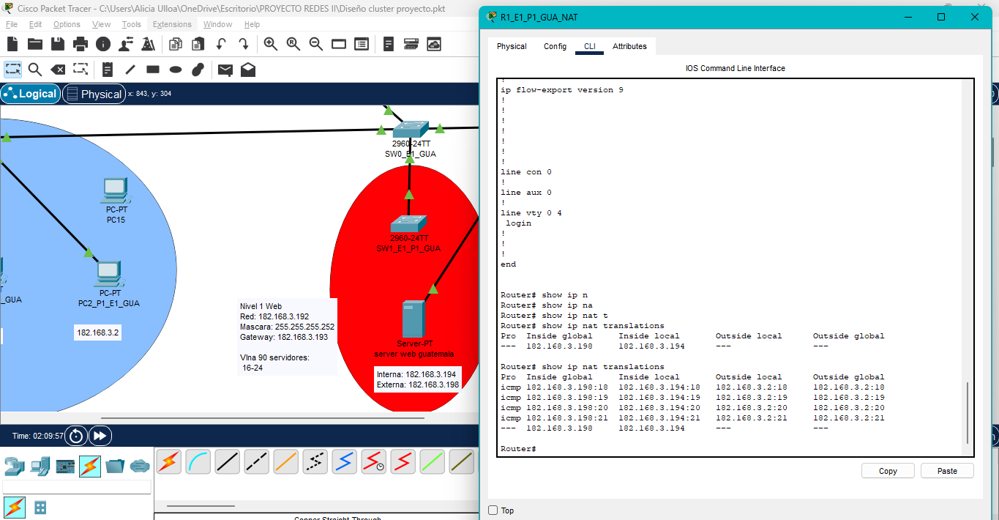 Cisco Packet Tracer - C:\Users\Alicia Ulloa\OneDrive\Escritorio\PROYECTO REDES II\Diseño cluster proyecto.pkt
File Edit Options View Tools Extensions Window Help
Logical
Physical
x: 843, y: 304
2960-24TT
SW0_E1_GUA
PC-PT
PC15
2960-24TT
SW1_E1_P1_GUA
PC-PT
PC2_P1_E1_GUA
_GUA
182.168.3.2
Nivel 1 Web
Red: 182.168.3.192
Mascara: 255.255.255.252
Gateway: 182.168.3.193
Vlna 90 servidores:
16-24
Server-PT
server web guatemala
Interna: 182.168.3.194
Externa: 182.168.3.198
Time: 02:09:57
Copper Straight-Through
R1_E1_P1_GUA_NAT
Physical Config CLI Attributes
IOS Command Line Interface
!
ip flow-export version 9
!
!
!
!
!
!
!
line con 0
!
line aux 0
!
line vty 0 4
login
!
!
!
end
Router# show ip n
Router# show ip na
Router# show ip nat t
Router# show ip nat translations
Pro Inside global Inside local Outside local Outside global
--- 182.168.3.198 182.168.3.194 --- ---
Router# show ip nat translations
Pro Inside global Inside local Outside local Outside global
icmp 182.168.3.198:18 182.168.3.194:18 182.168.3.2:18 182.168.3.2:18
icmp 182.168.3.198:19 182.168.3.194:19 182.168.3.2:19 182.168.3.2:19
icmp 182.168.3.198:20 182.168.3.194:20 182.168.3.2:20 182.168.3.2:20
icmp 182.168.3.198:21 182.168.3.194:21 182.168.3.2:21 182.168.3.2:21
--- 182.168.3.198 182.168.3.194 --- ---
Router#
Copy
Paste
Top